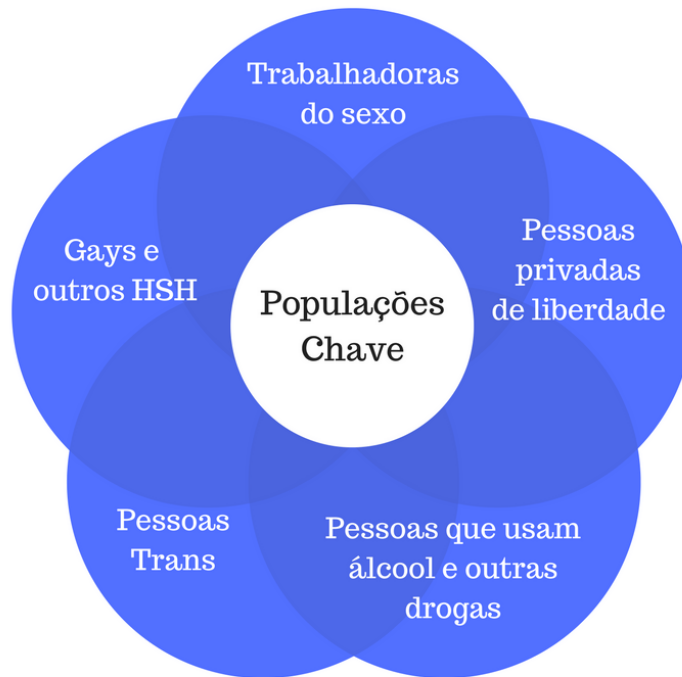 Trabalhadoras
do sexo
Gays e
outros HSH
Pessoas
privadas
de liberdade
Populações
Chave
Pessoas
Trans
Pessoas que usam
álcool e outras
drogas